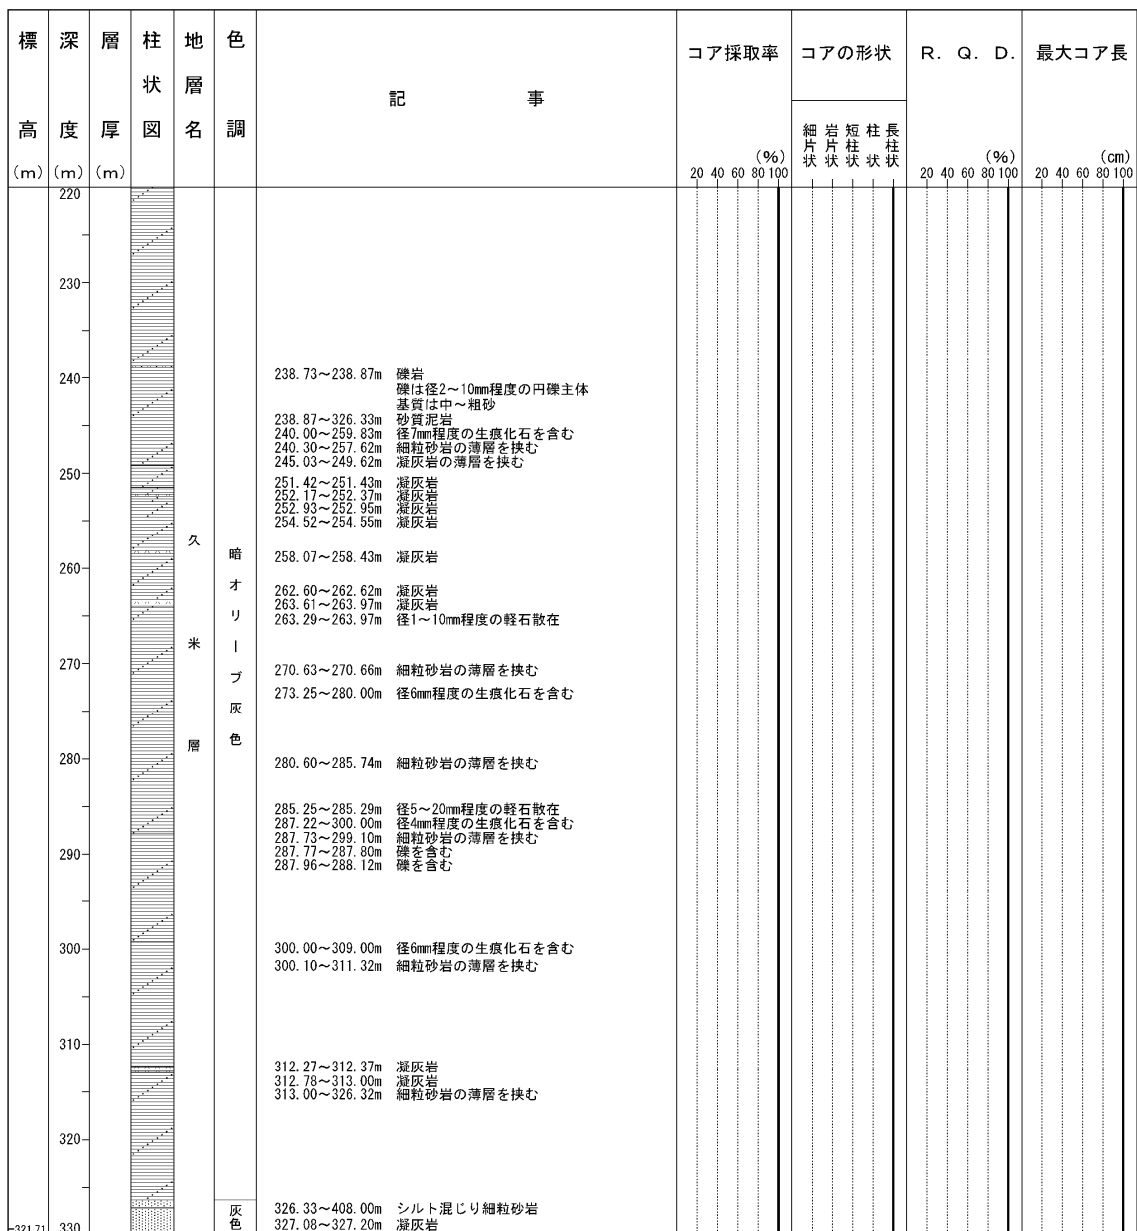 標高(m)
深度(m)
層厚(m)
柱状図
地層名
色調
記事
コア採取率
(%)
20 40 60 80 100
コアの形状
細片状
岩片状
短柱状
柱状
長柱状
R. Q. D.
(%)
20 40 60 80 100
最大コア長
(cm)
20 40 60 80 100
220
230
240
250
260
270
280
290
300
310
320
330
-321.71
久米層
暗オリーブ灰色
灰色
238.73～238.87m 礫岩
礫は径2～10mm程度の円礫主体
基質は中～粗砂
238.87～326.33m 砂質泥岩
240.00～259.83m 径7mm程度の生痕化石を含む
240.30～257.62m 細粒砂岩の薄層を挟む
245.03～249.62m 凝灰岩の薄層を挟む
251.42～251.43m 凝灰岩
252.17～252.37m 凝灰岩
252.93～252.95m 凝灰岩
254.52～254.55m 凝灰岩
258.07～258.43m 凝灰岩
262.60～262.62m 凝灰岩
263.61～263.97m 凝灰岩
263.29～263.97m 径1～10mm程度の軽石散在
270.63～270.66m 細粒砂岩の薄層を挟む
273.25～280.00m 径6mm程度の生痕化石を含む
280.60～285.74m 細粒砂岩の薄層を挟む
285.25～285.29m 径5～20mm程度の軽石散在
287.22～300.00m 径4mm程度の生痕化石を含む
287.73～299.10m 細粒砂岩の薄層を挟む
287.77～287.80m 礫を含む
287.96～288.12m 礫を含む
300.00～309.00m 径6mm程度の生痕化石を含む
300.10～311.32m 細粒砂岩の薄層を挟む
312.27～312.37m 凝灰岩
312.78～313.00m 凝灰岩
313.00～326.32m 細粒砂岩の薄層を挟む
326.33～408.00m シルト混じり細粒砂岩
327.08～327.20m 凝灰岩